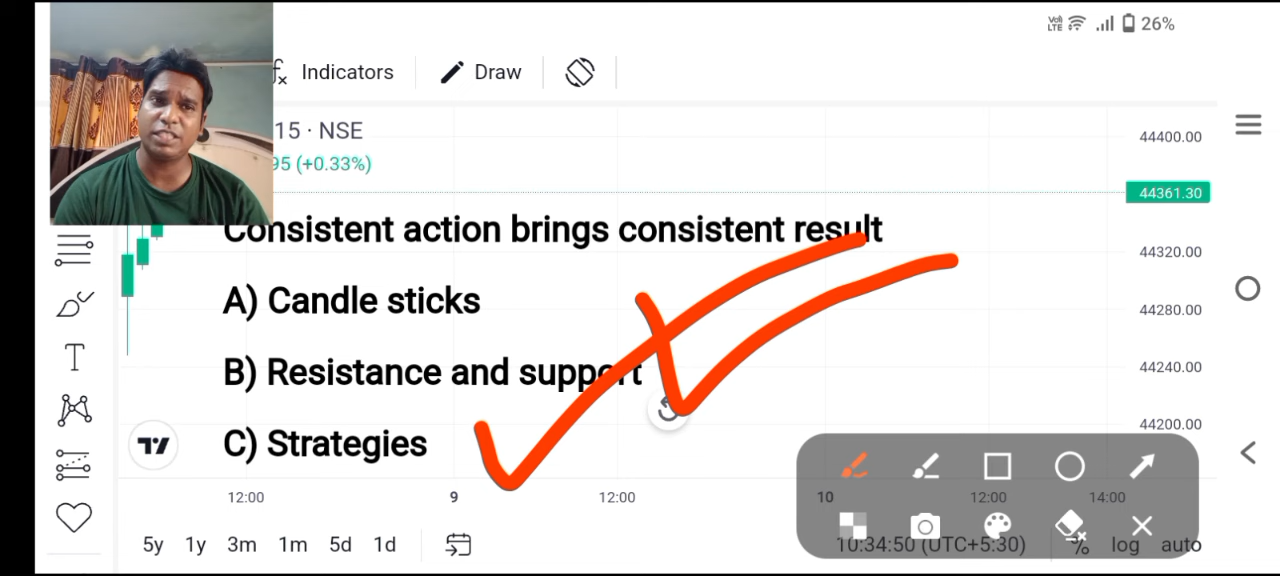 Vo) LTE 26%
Indicators Draw
15 · NSE
95 (+0.33%)
44400.00
44361.30
Consistent action brings consistent result
44320.00
A) Candle sticks
44280.00
B) Resistance and support
44240.00
44200.00
C) Strategies
12:00 9 12:00 10 12:00 14:00
5y 1y 3m 1m 5d 1d 10:34:50 (UTC+5:30) % log auto